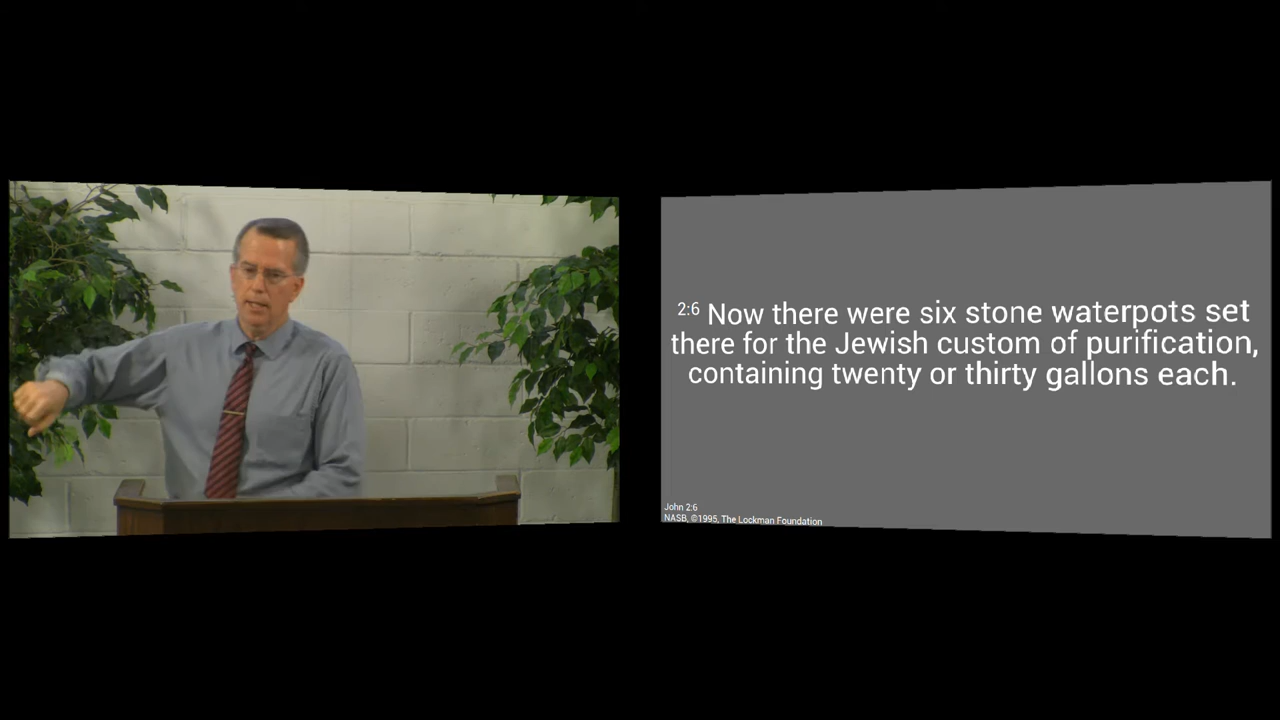 2:6 Now there were six stone waterpots set
there for the Jewish custom of purification,
containing twenty or thirty gallons each.
John 2:6
NASB, ©1995, The Lockman Foundation